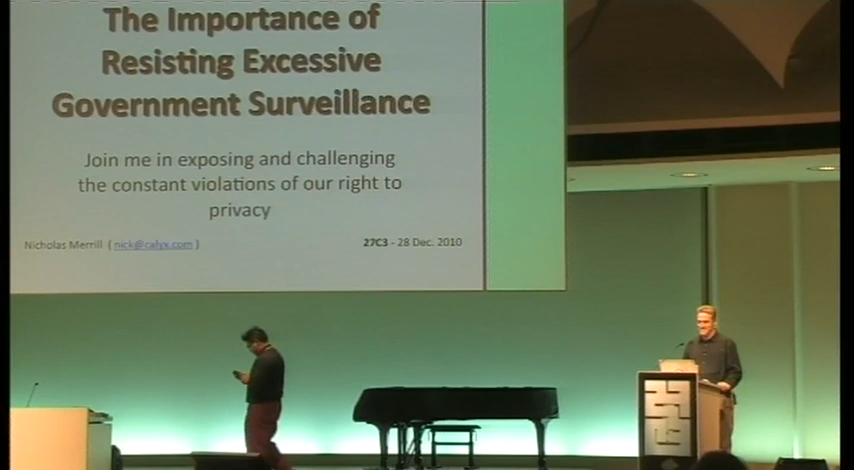 The Importance of
Resisting Excessive
Government Surveillance
Join me in exposing and challenging
the constant violations of our right to
privacy
Nicholas Merrill ( nick@calyx.com )
27C3 - 28 Dec. 2010